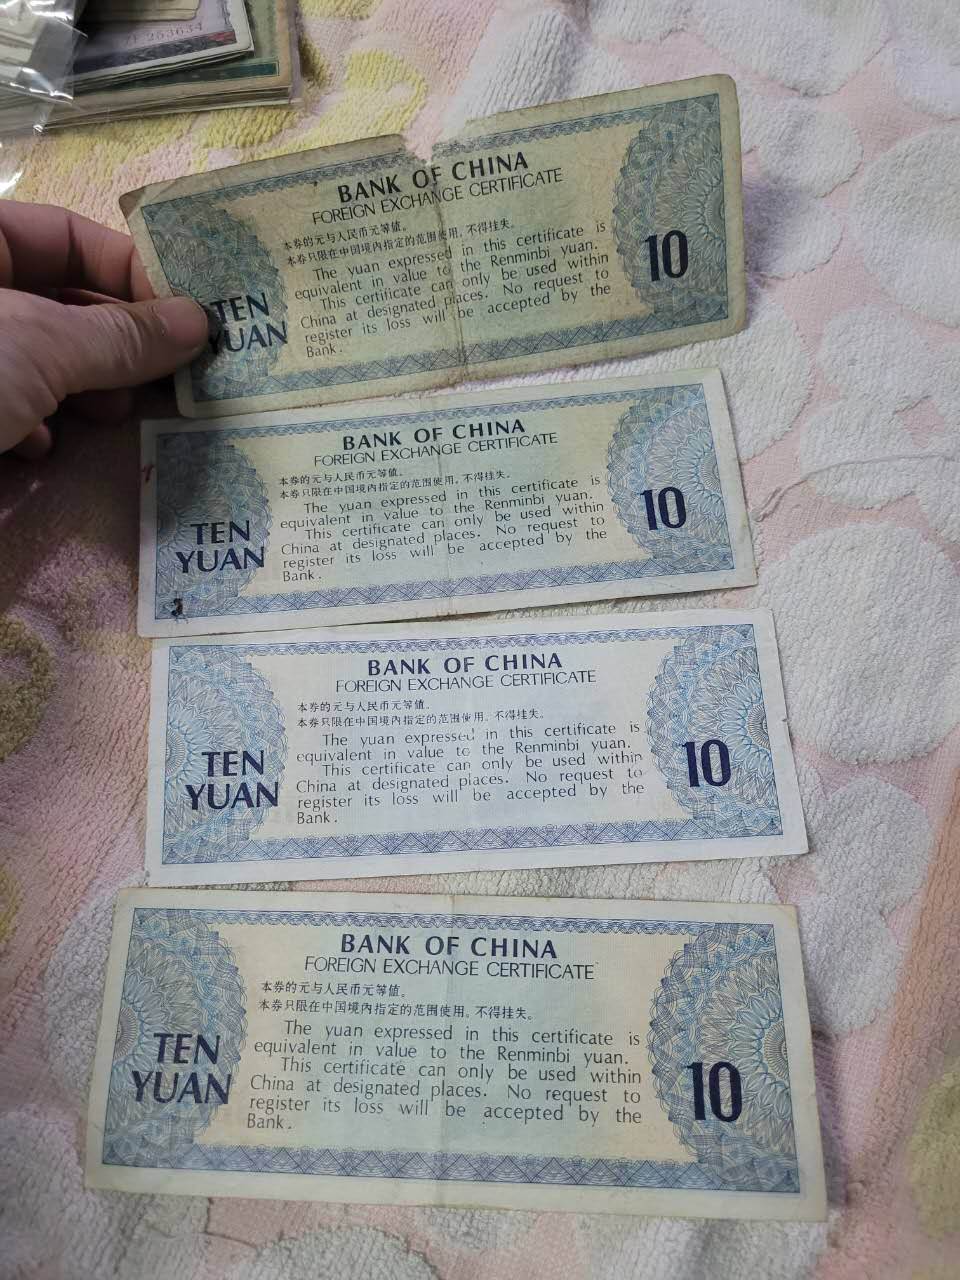 7F 263634
BANK OF CHINA
FOREIGN EXCHANGE CERTIFICATE
本券的元与人民币元等值。
本券只限在中国境内指定的范围使用,不得挂失。
The yuan expressed in this certificate is
equivalent in value to the Renminbi yuan.
This certificate can only be used within
China at designated places. No request to
register its loss will be accepted by the
Bank.
TEN
YUAN
10
BANK OF CHINA
FOREIGN EXCHANGE CERTIFICATE
本券的元与人民币元等值。
本券只限在中国境内指定的范围使用,不得挂失。
The yuan expressed in this certificate is
equivalent in value to the Renminbi yuan.
This certificate can only be used within
China at designated places. No request to
register its loss will be accepted by the
Bank.
TEN
YUAN
10
BANK OF CHINA
FOREIGN EXCHANGE CERTIFICATE
本券的元与人民币元等值。
本券只限在中国境内指定的范围使用,不得挂失。
The yuan expressed in this certificate is
equivalent in value to the Renminbi yuan.
This certificate can only be used within
China at designated places. No request to
register its loss will be accepted by the
Bank.
TEN
YUAN
10
BANK OF CHINA
FOREIGN EXCHANGE CERTIFICATE
本券的元与人民币元等值。
本券只限在中国境内指定的范围使用,不得挂失。
The yuan expressed in this certificate is
equivalent in value to the Renminbi yuan.
This certificate can only be used within
China at designated places. No request to
register its loss will be accepted by the
Bank.
TEN
YUAN
10